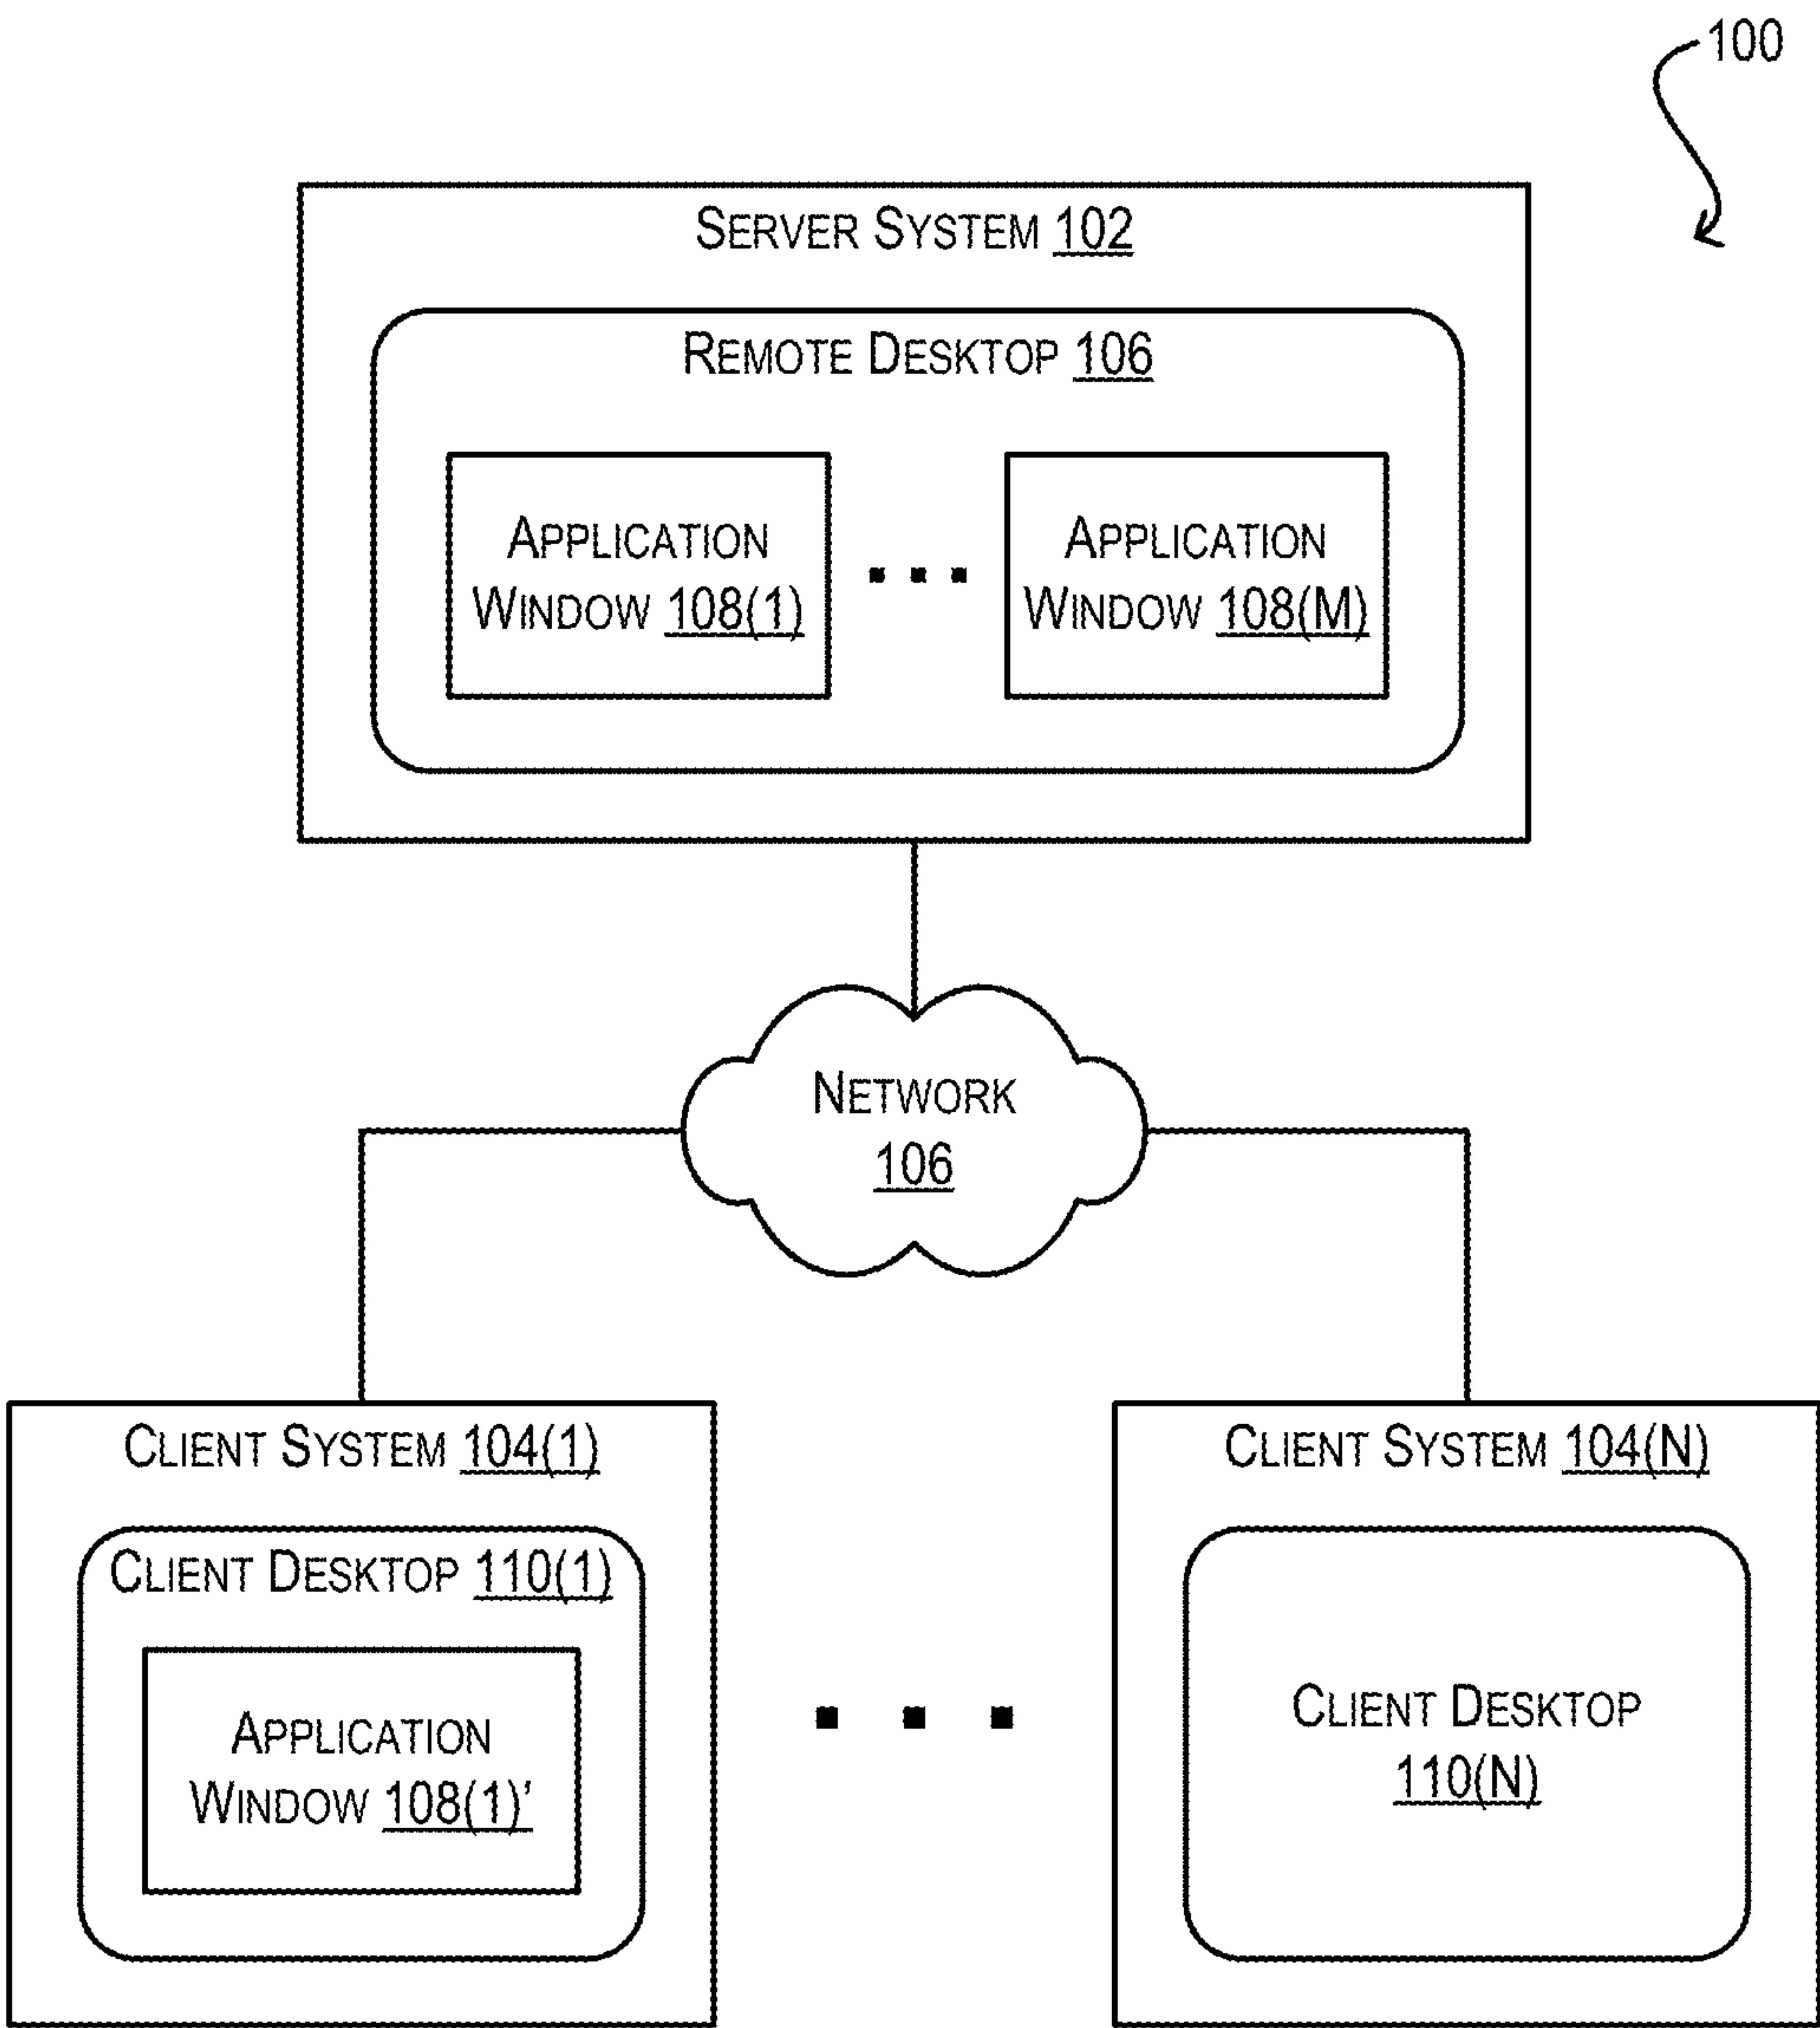 100
SERVER SYSTEM 102
REMOTE DESKTOP 106
APPLICATION
WINDOW 108(1)
...
APPLICATION
WINDOW 108(M)
NETWORK
106
CLIENT SYSTEM 104(1)
CLIENT DESKTOP 110(1)
APPLICATION
WINDOW 108(1)’
...
CLIENT SYSTEM 104(N)
CLIENT DESKTOP
110(N)